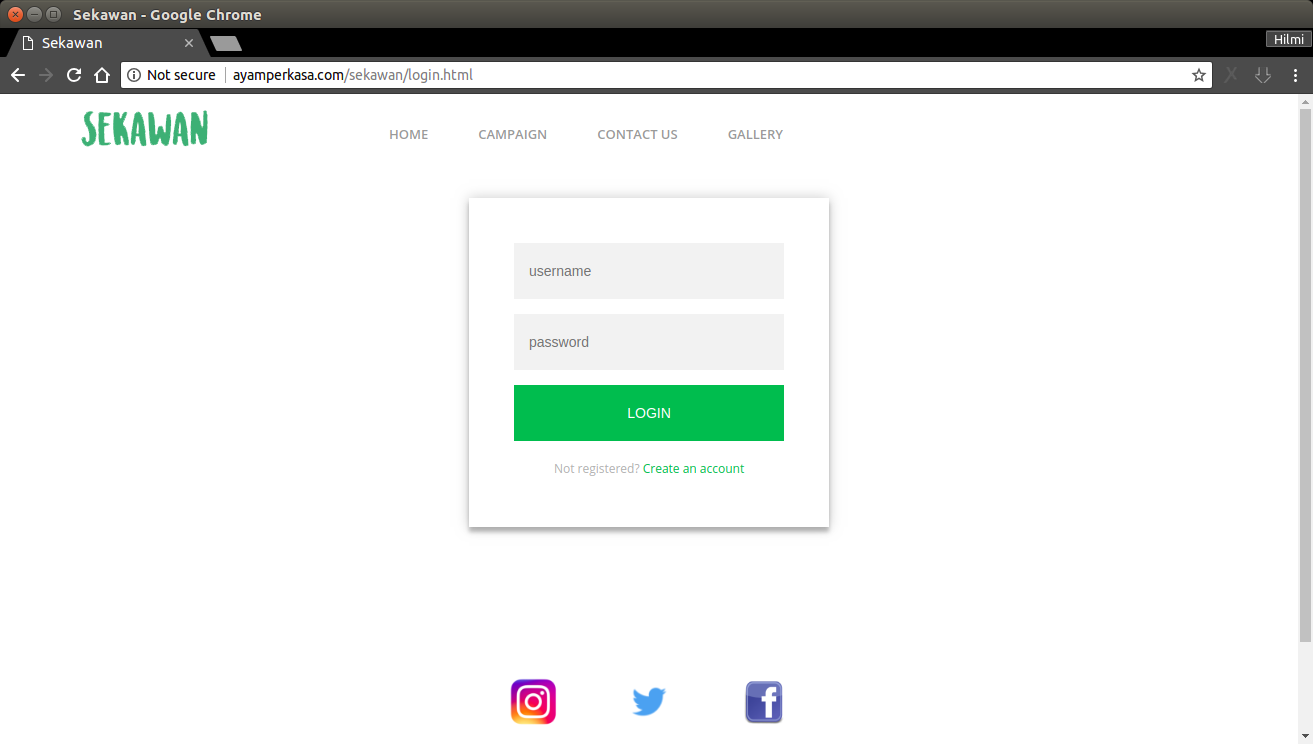 Sekawan - Google Chrome
Sekawan
Hilmi
Not secure ayamperkasa.com/sekawan/login.html
SEKAWAN
HOME CAMPAIGN CONTACT US GALLERY
username
password
LOGIN
Not registered? Create an account